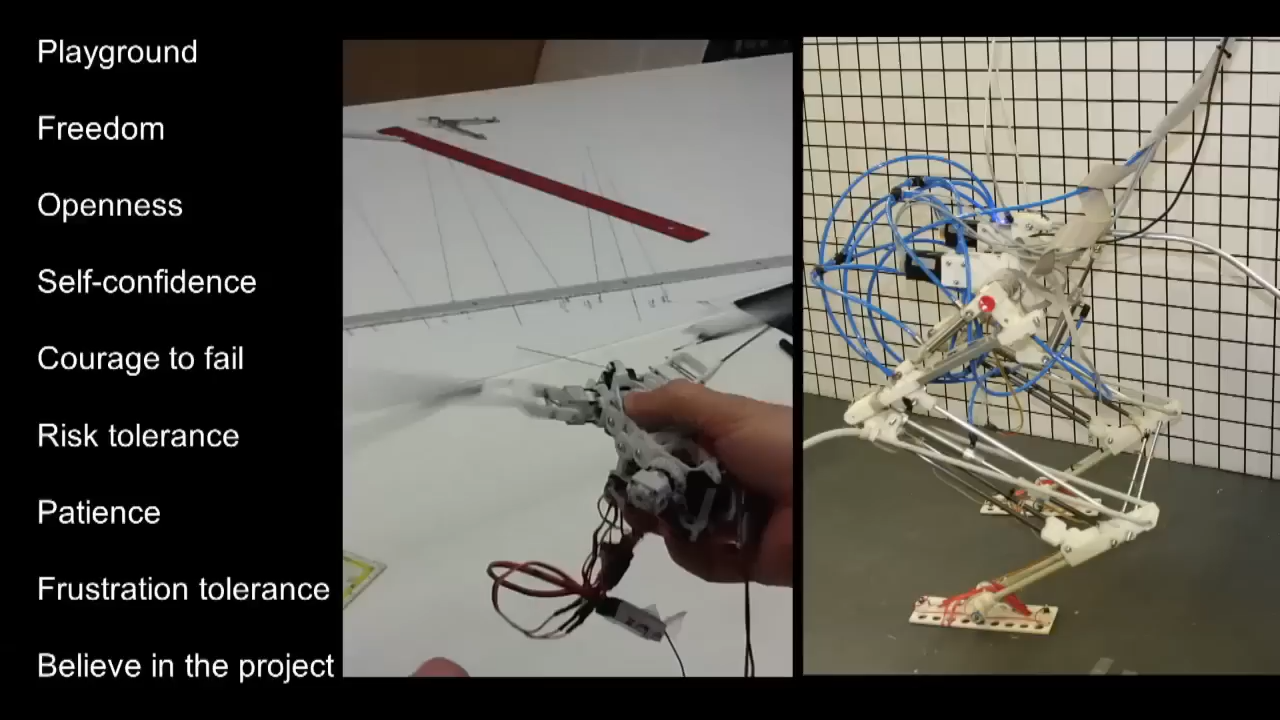 Playground
Freedom
Openness
Self-confidence
Courage to fail
Risk tolerance
Patience
Frustration tolerance
Believe in the project